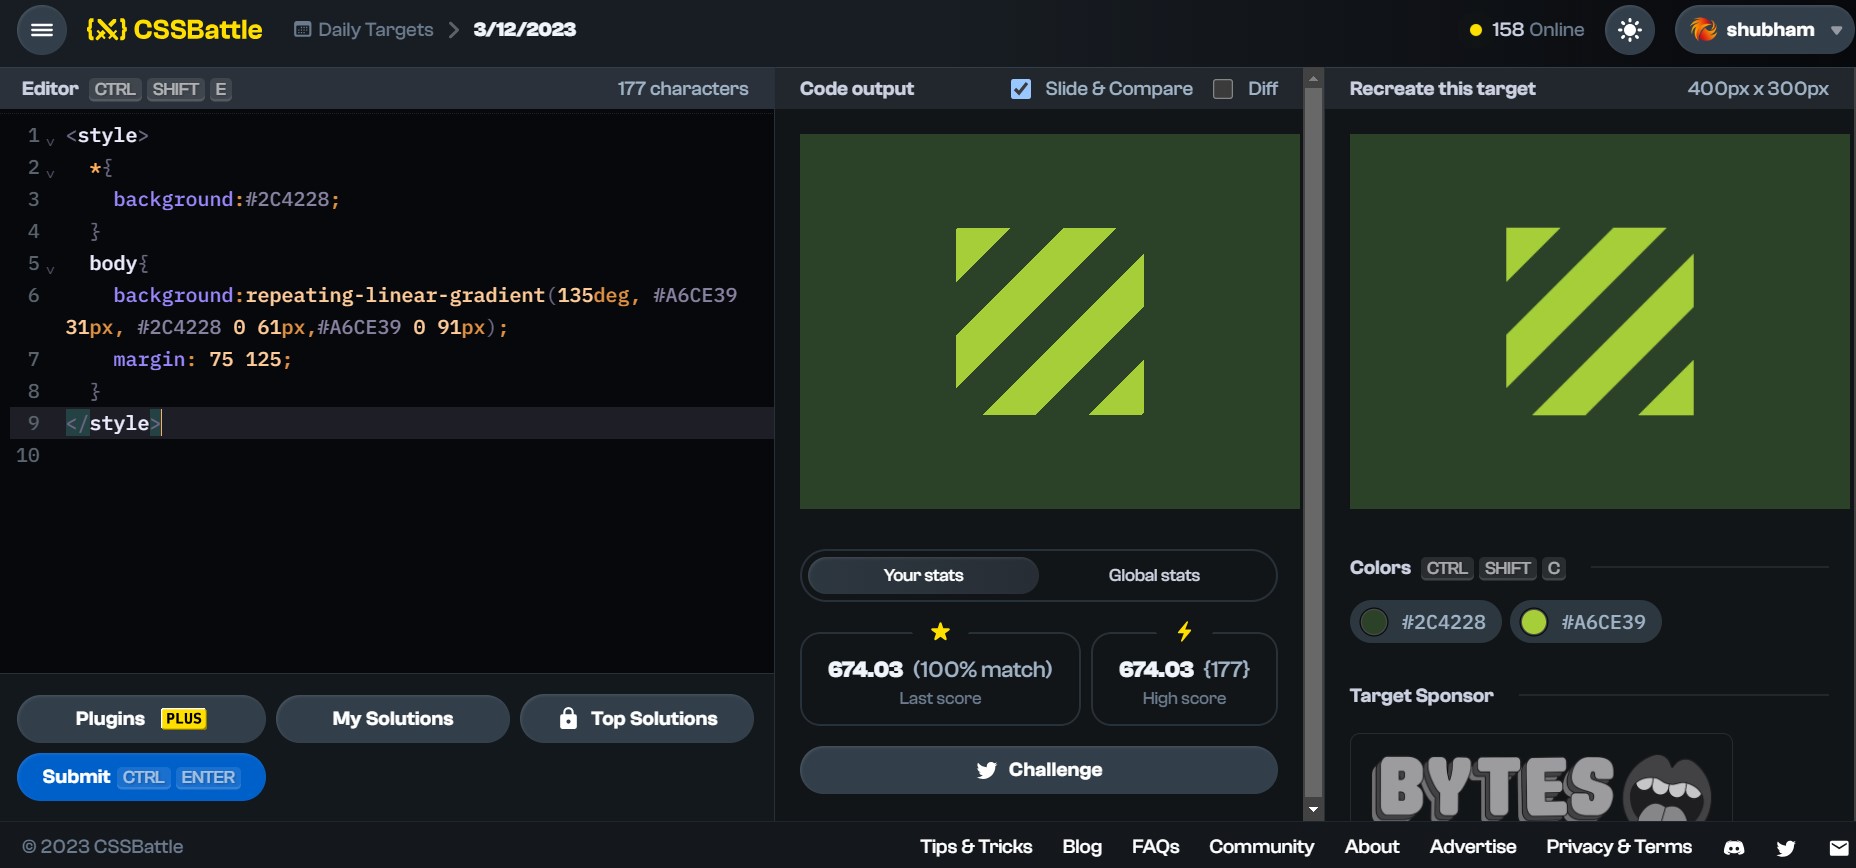 {X} CSSBattle Daily Targets 3/12/2023 158 Online shubham
Editor CTRL SHIFT E 177 characters
Code output Slide & Compare Diff
Recreate this target 400px x 300px
1 <style>
2 *{
3 background:#2C4228;
4 }
5 body{
6 background:repeating-linear-gradient(135deg, #A6CE39
31px, #2C4228 0 61px,#A6CE39 0 91px);
7 margin: 75 125;
8 }
9 </style>
10
Plugins PLUS My Solutions Top Solutions
Submit CTRL ENTER
Your stats Global stats
674.03 (100% match)
Last score
674.03 {177}
High score
Challenge
Colors CTRL SHIFT C
#2C4228 #A6CE39
Target Sponsor
BYTES
© 2023 CSSBattle Tips & Tricks Blog FAQs Community About Advertise Privacy & Terms